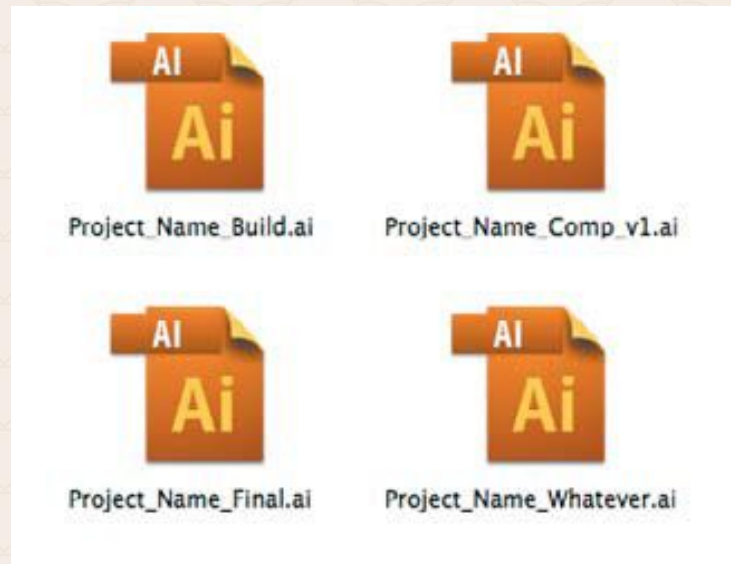 AI
Ai
Project_Name_Build.ai
AI
Ai
Project_Name_Comp_v1.ai
AI
Ai
Project_Name_Final.ai
AI
Ai
Project_Name_Whatever.ai